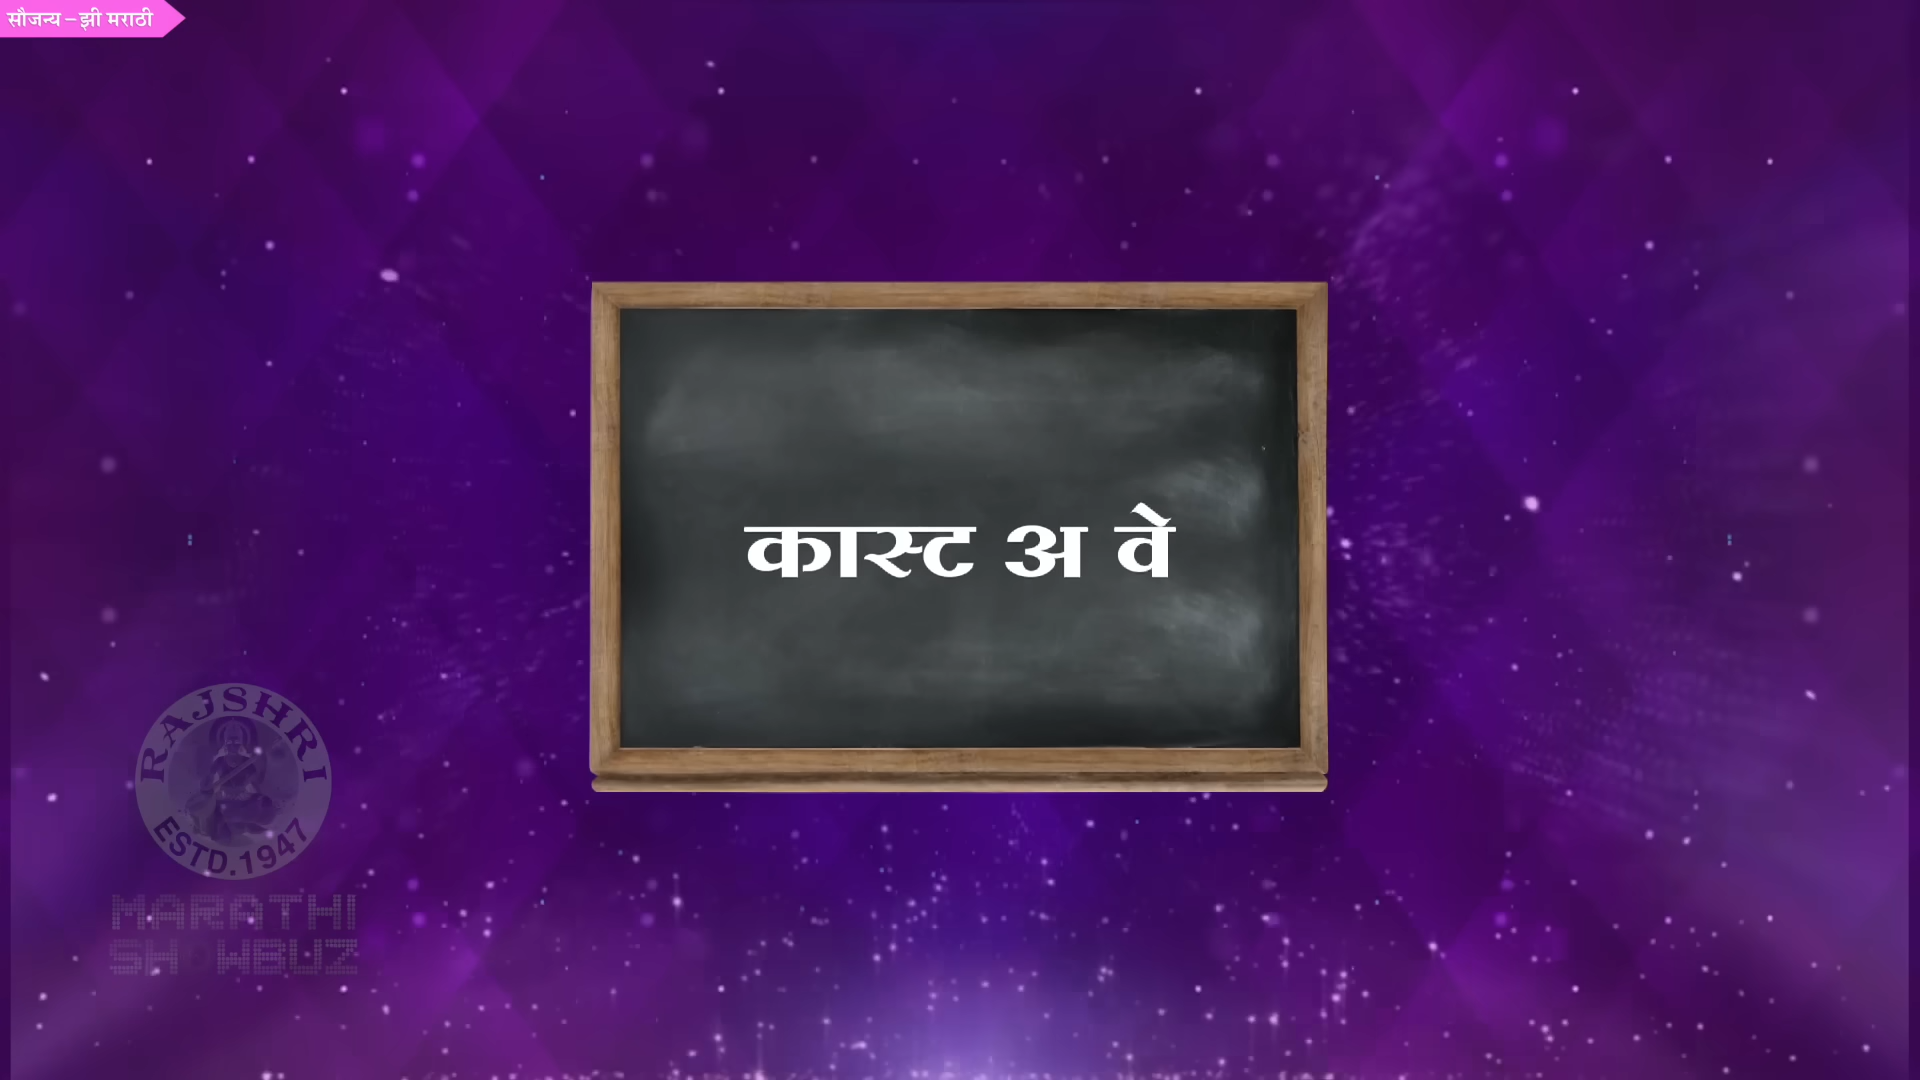 सौजन्य – झी मराठी
कास्ट अ वे
RAJSHRI
ESTD.1947
MARATHI
SHOWBUZ